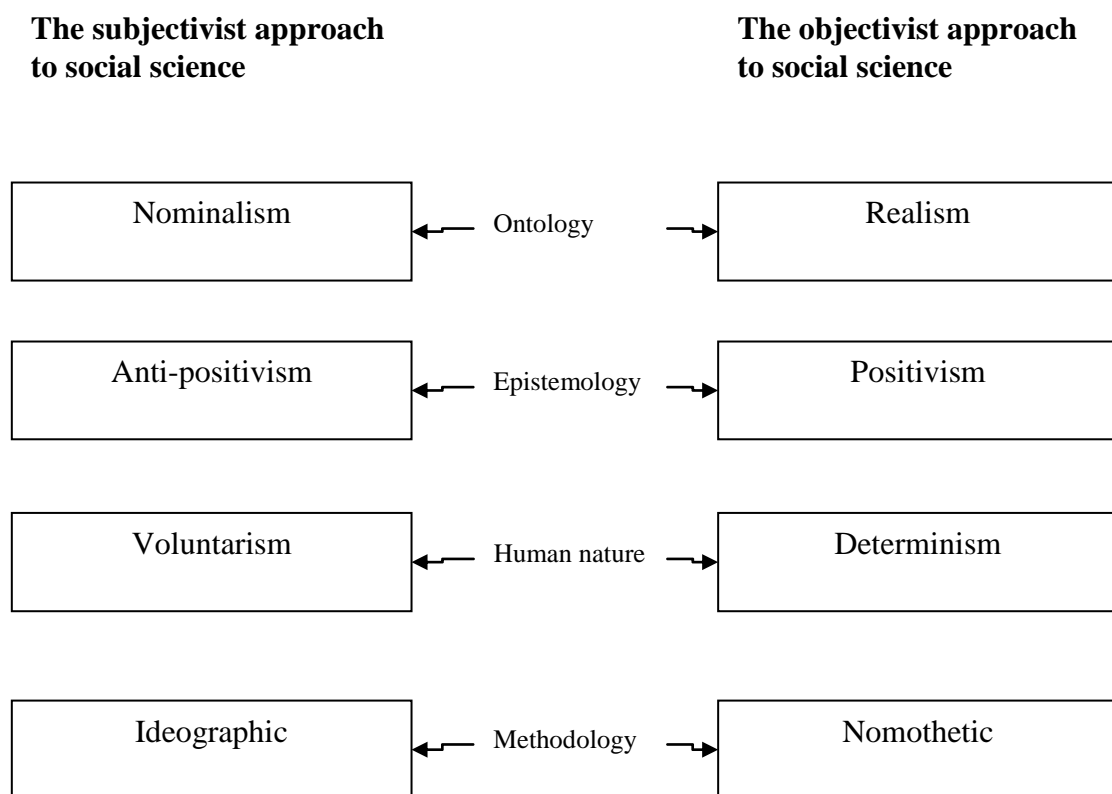 The subjectivist approach
to social science
The objectivist approach
to social science
Nominalism
Ontology
Realism
Anti-positivism
Epistemology
Positivism
Voluntarism
Human nature
Determinism
Ideographic
Methodology
Nomothetic